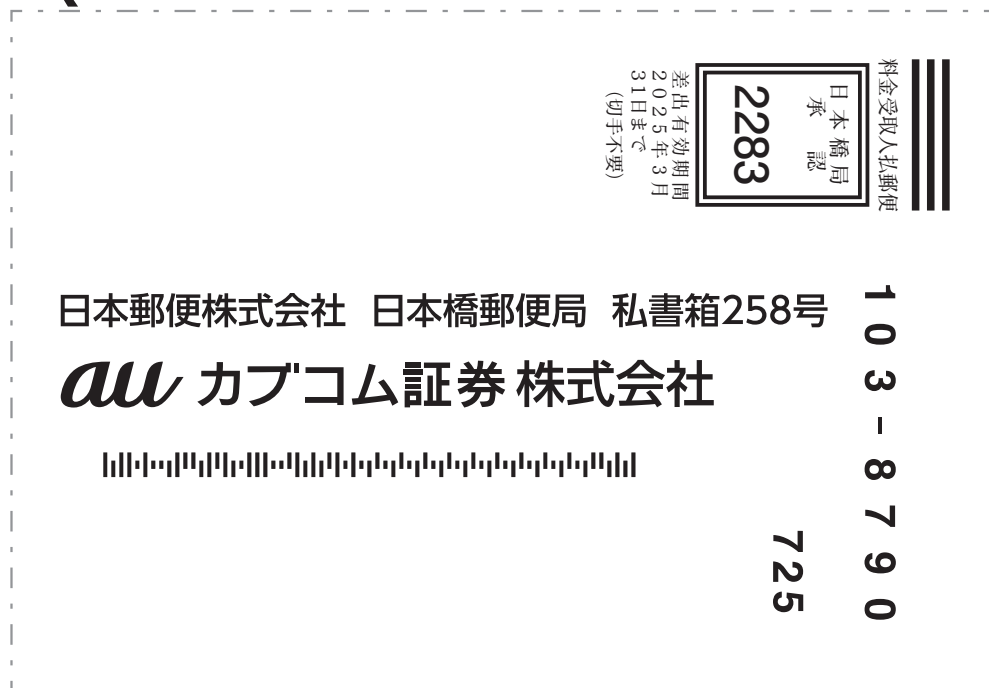 料金受取人払郵便
日本橋局
承認
2283
差出有効期間
2025年3月
31日まで
(切手不要)
103-8790
725
日本郵便株式会社 日本橋郵便局 私書箱258号
au カブコム証券 株式会社